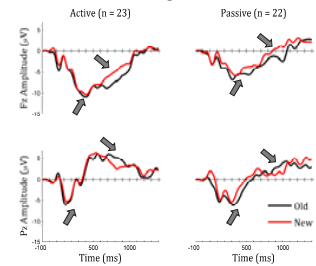 Active (n = 23) Passive (n = 22)
Fz Amplitude (μV)
5
0
-5
-10
-15
Pz Amplitude (μV)
5
0
-5
-10
-15
Old
New
-100 500 1000 -100 500 1000
Time (ms) Time (ms)